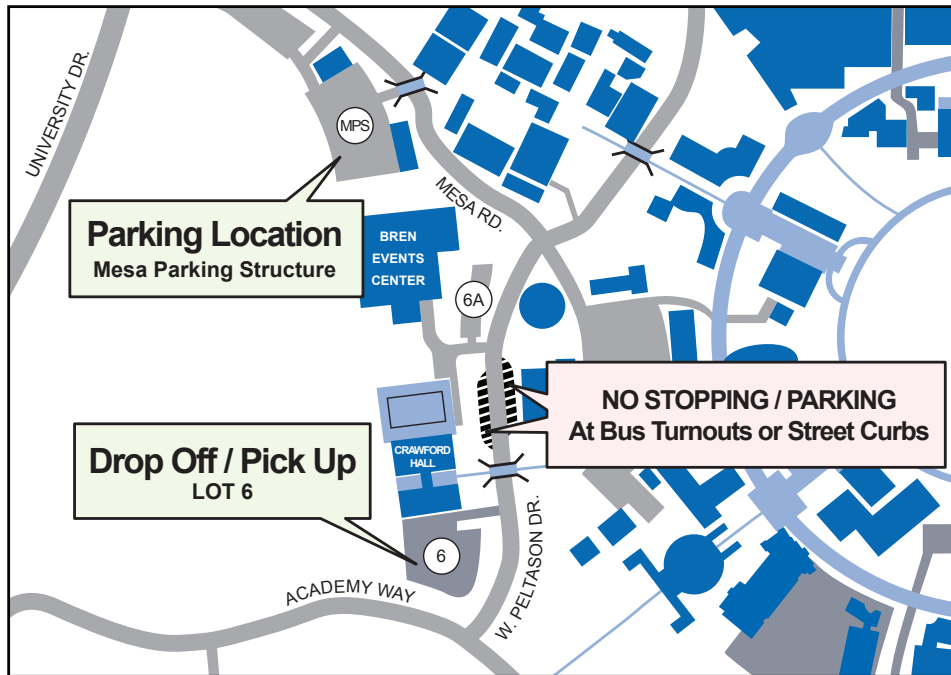 UNIVERSITY DR.
MPS
MESA RD.
Parking Location
Mesa Parking Structure
BREN
EVENTS
CENTER
6A
NO STOPPING / PARKING
At Bus Turnouts or Street Curbs
Drop Off / Pick Up
LOT 6
CRAWFORD
HALL
6
W. PELTASON DR.
ACADEMY WAY